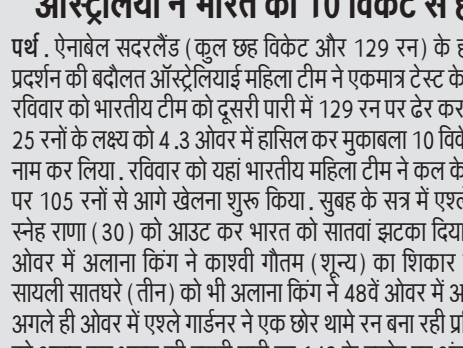 ऑस्ट्रेलिया ने भारत को 10 विकेट से
पर्थ . ऐनाबेल सदरलैंड (कुल छह विकेट और 129 रन) के
प्रदर्शन की बदौलत ऑस्ट्रेलियाई महिला टीम ने एकमात्र टेस्ट के
रविवार को भारतीय टीम को दूसरी पारी में 129 रन पर ढेर कर
25 रनों के लक्ष्य को 4.3 ओवर में हासिल कर मुकाबला 10
नाम कर लिया . रविवार को यहां भारतीय महिला टीम ने कल के
पर 105 रनों से आगे खेलना शुरू किया . सुबह के सत्र में
स्नेह राणा (30) को आउट कर भारत को सातवां झटका दिया
ओवर में अलाना किंग ने काश्वी गौतम (शून्य) का शिकार
सायली सातघरे (तीन) को भी अलाना किंग ने 48वें ओवर में
अगले ही ओवर में एश्ले गार्डनर ने एक छोर थामे रन बना रही